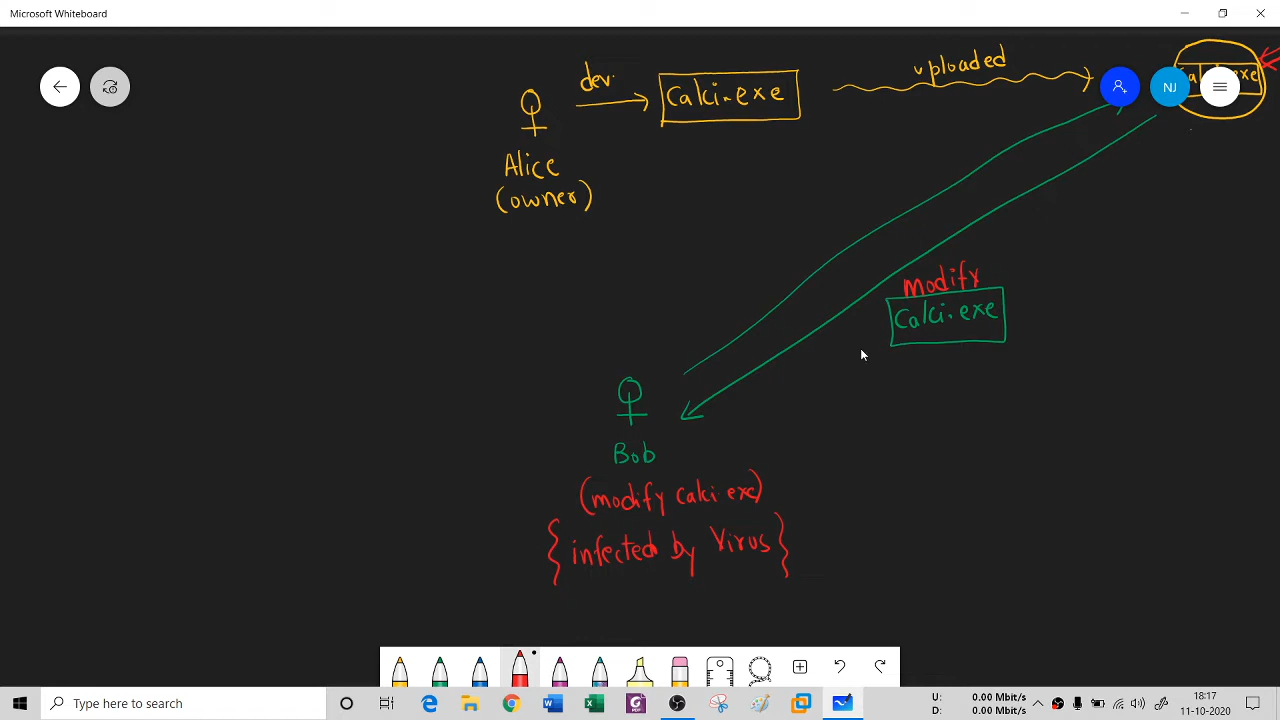 Microsoft Whiteboard
dev.
Calci.exe
uploaded
NJ
Alice
(owner)
modify
Calci.exe
Bob
(modify calci.exe)
{infected by Virus}
Type here to search
U: 0.00 Mbit/s
D: 0.00 Mbit/s
18:17
11-10-2020